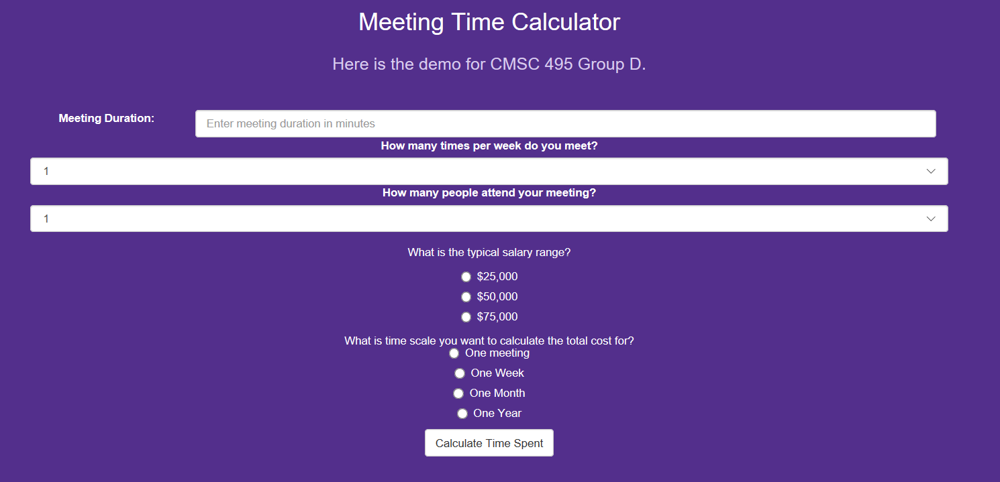 Meeting Time Calculator
Here is the demo for CMSC 495 Group D.
Meeting Duration:
Enter meeting duration in minutes
How many times per week do you meet?
1
How many people attend your meeting?
1
What is the typical salary range?
$25,000
$50,000
$75,000
What is time scale you want to calculate the total cost for?
One meeting
One Week
One Month
One Year
Calculate Time Spent